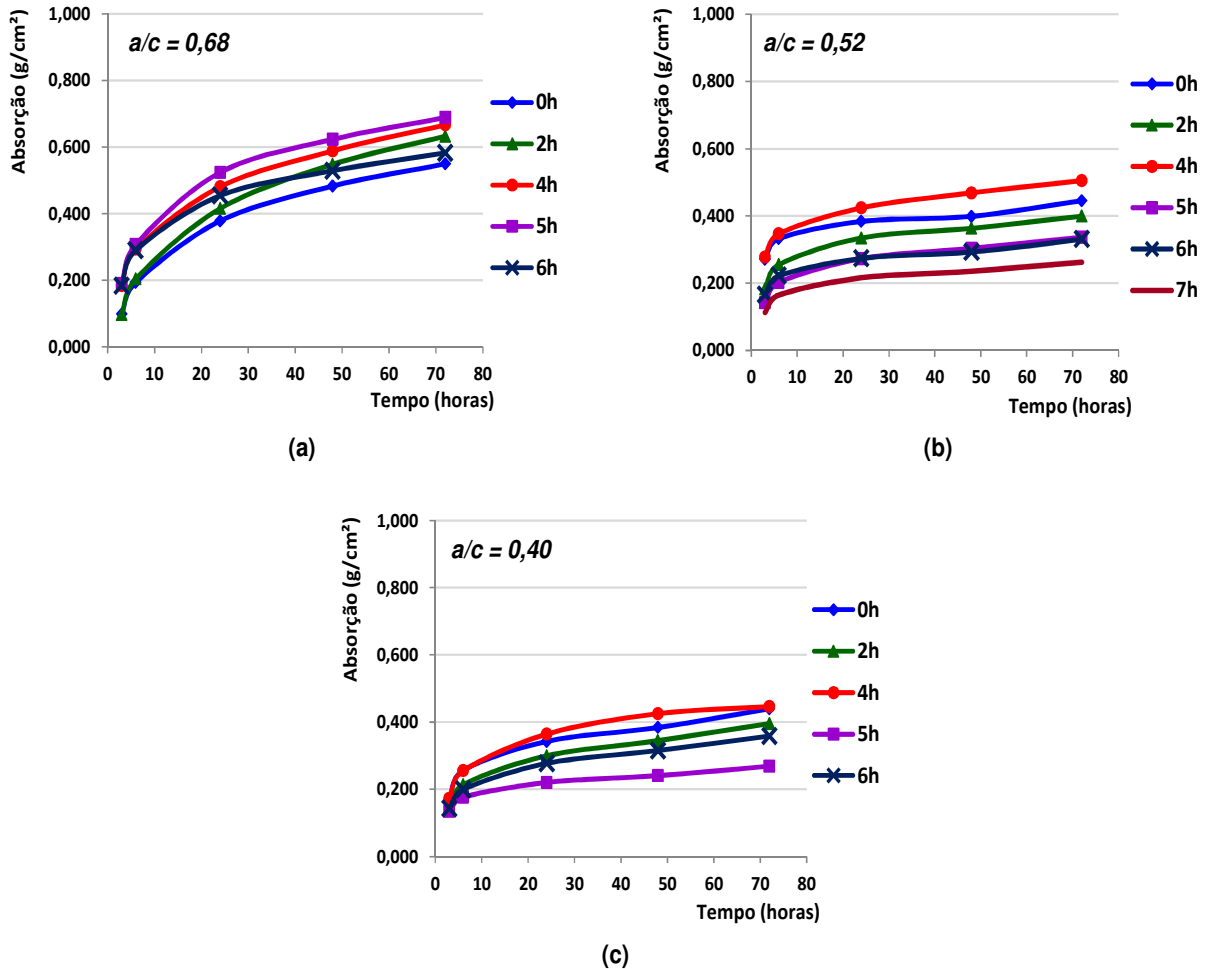 Absorção (g/cm²)
1,000
0,800
0,600
0,400
0,200
0,000
a/c = 0,68
0 10 20 30 40 50 60 70 80
Tempo (horas)
0h
2h
4h
5h
6h
(a)
Absorção (g/cm²)
1,000
0,800
0,600
0,400
0,200
0,000
a/c = 0,52
0 10 20 30 40 50 60 70 80
Tempo (horas)
0h
2h
4h
5h
6h
7h
(b)
Absorção (g/cm²)
1,000
0,800
0,600
0,400
0,200
0,000
a/c = 0,40
0 10 20 30 40 50 60 70 80
Tempo (horas)
0h
2h
4h
5h
6h
(c)